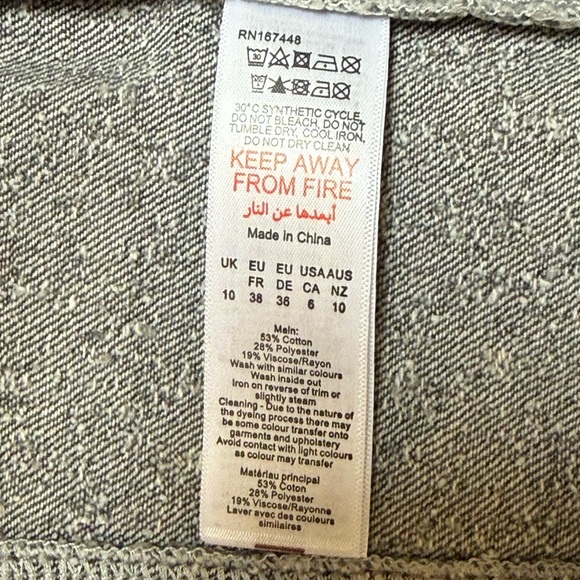 RN167448
30
30°C SYNTHETIC CYCLE,
DO NOT BLEACH, DO NOT
TUMBLE DRY, COOL IRON,
DO NOT DRY CLEAN
KEEP AWAY
FROM FIRE
أبعدها عن النار
Made in China
UK EU EU USA AUS
FR DE CA NZ
10 38 36 6 10
Main:
53% Cotton
28% Polyester
19% Viscose/Rayon
Wash with similar colours
Wash inside out
Iron on reverse of trim or
slightly steam
Cleaning - Due to the nature of
the dyeing process there may
be some colour transfer onto
garments and upholstery
Avoid contact with light colours
as colour may transfer
Matériau principal
53% Coton
28% Polyester
19% Viscose/Rayonne
Laver avec des couleurs
similaires